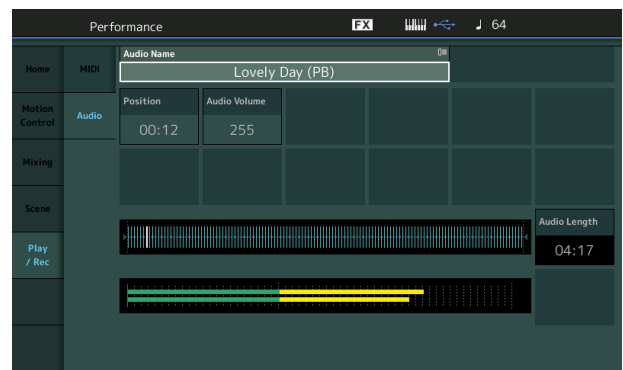 Performance FX ♩ 64
Audio Name
Home MIDI
Lovely Day (PB)
Motion
Control
Audio
Position Audio Volume
00:12 255
Mixing
Scene
Audio Length
04:17
Play
/ Rec